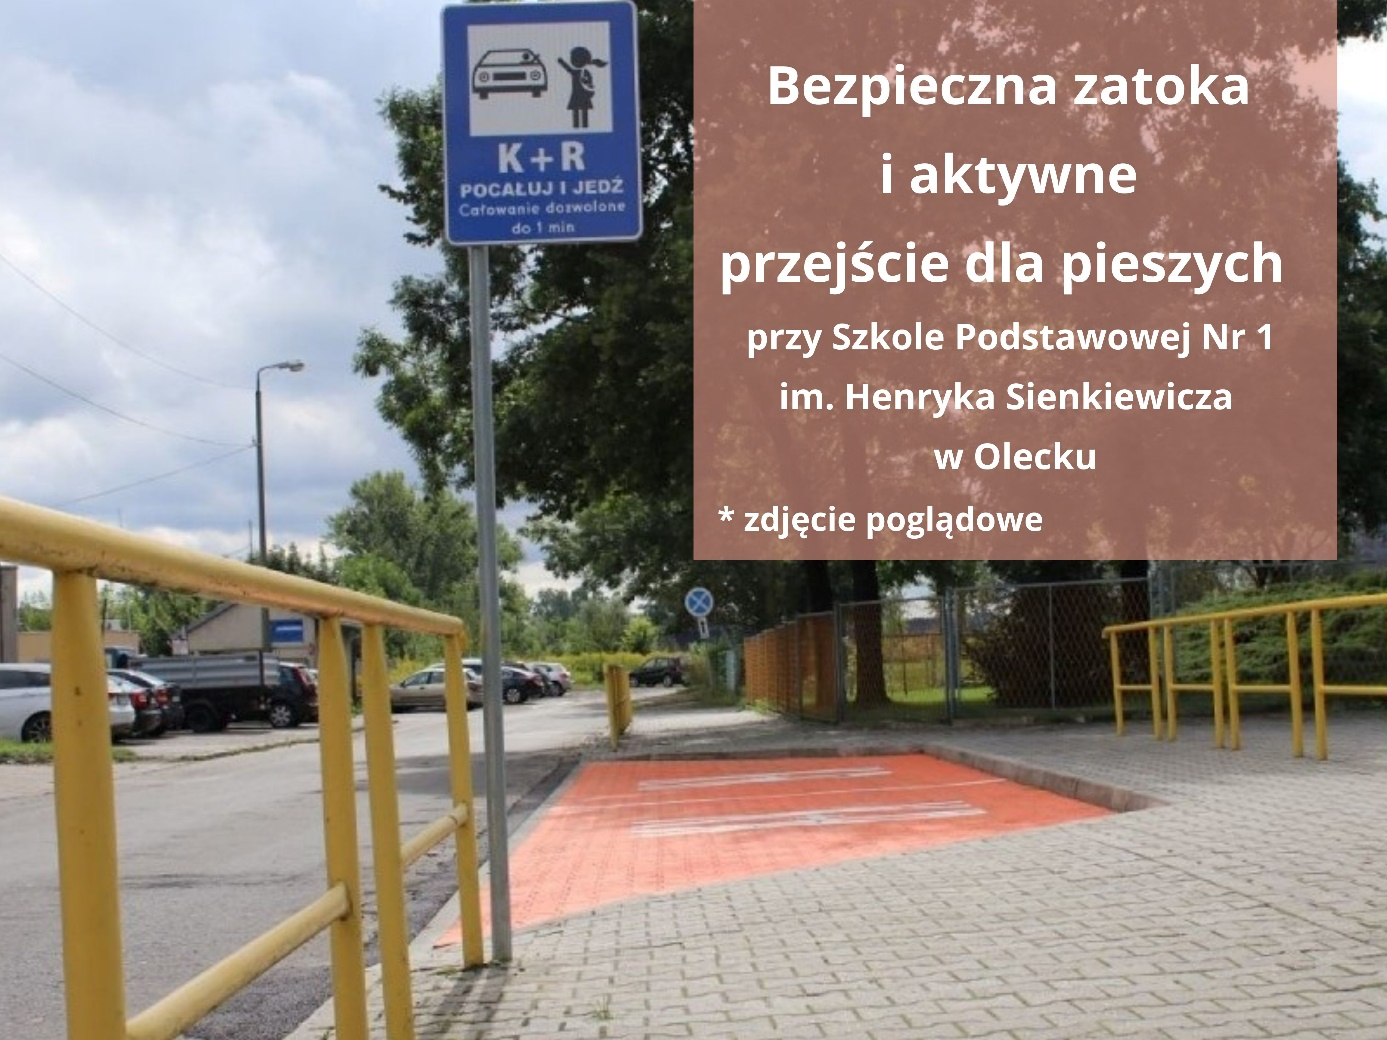 K+R
POCAŁUJ I JEDŹ
Całowanie dozwolone
do 1 min
Bezpieczna zatoka
i aktywne
przejście dla pieszych
przy Szkole Podstawowej Nr 1
im. Henryka Sienkiewicza
w Olecku
* zdjęcie poglądowe